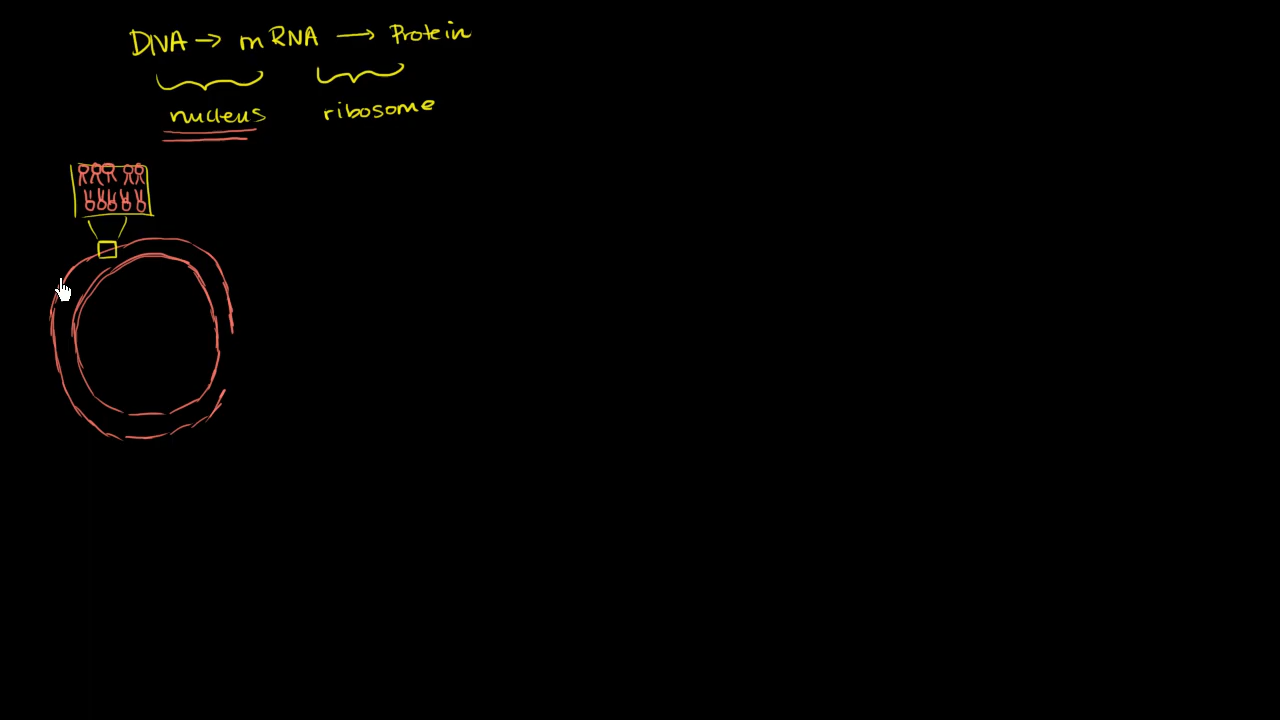 DNA → mRNA → Protein
nucleus ribosome